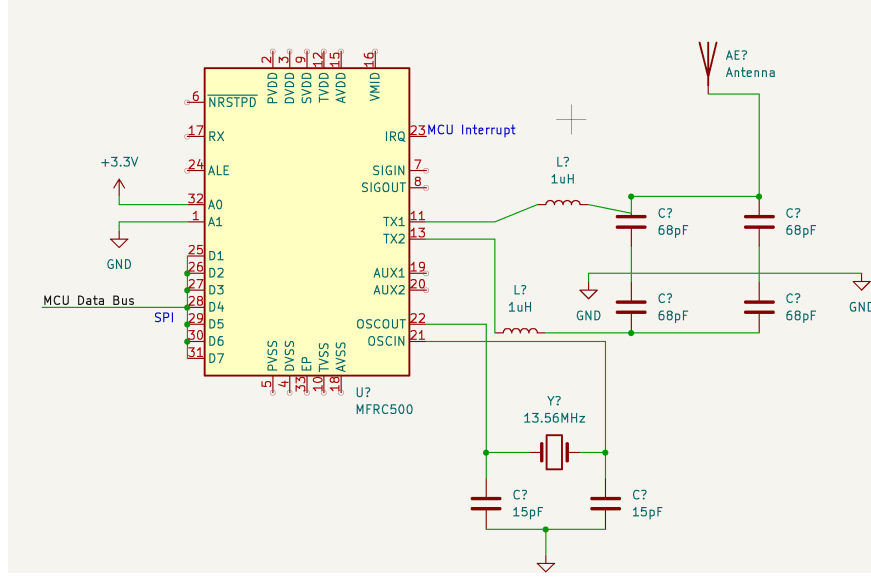 2
3
9
12
15
16
PVDD
DVDD
SVDD
TVDD
AVDD
VMID
6
NRSTPD
17
RX
24
ALE
+3.3V
32
A0
1
A1
GND
25
D1
26
D2
27
D3
MCU Data Bus
28
D4
SPI
29
D5
30
D6
31
D7
IRQ
23
MCU Interrupt
SIGIN
7
SIGOUT
8
TX1
11
TX2
13
AUX1
19
AUX2
20
OSCOUT
22
OSCIN
21
PVSS
DVSS
EP
TVSS
AVSS
5
4
33
10
18
U?
MFRC500
AE?
Antenna
L?
1uH
C?
68pF
C?
68pF
L?
1uH
GND
C?
68pF
C?
68pF
GND
Y?
13.56MHz
C?
15pF
C?
15pF